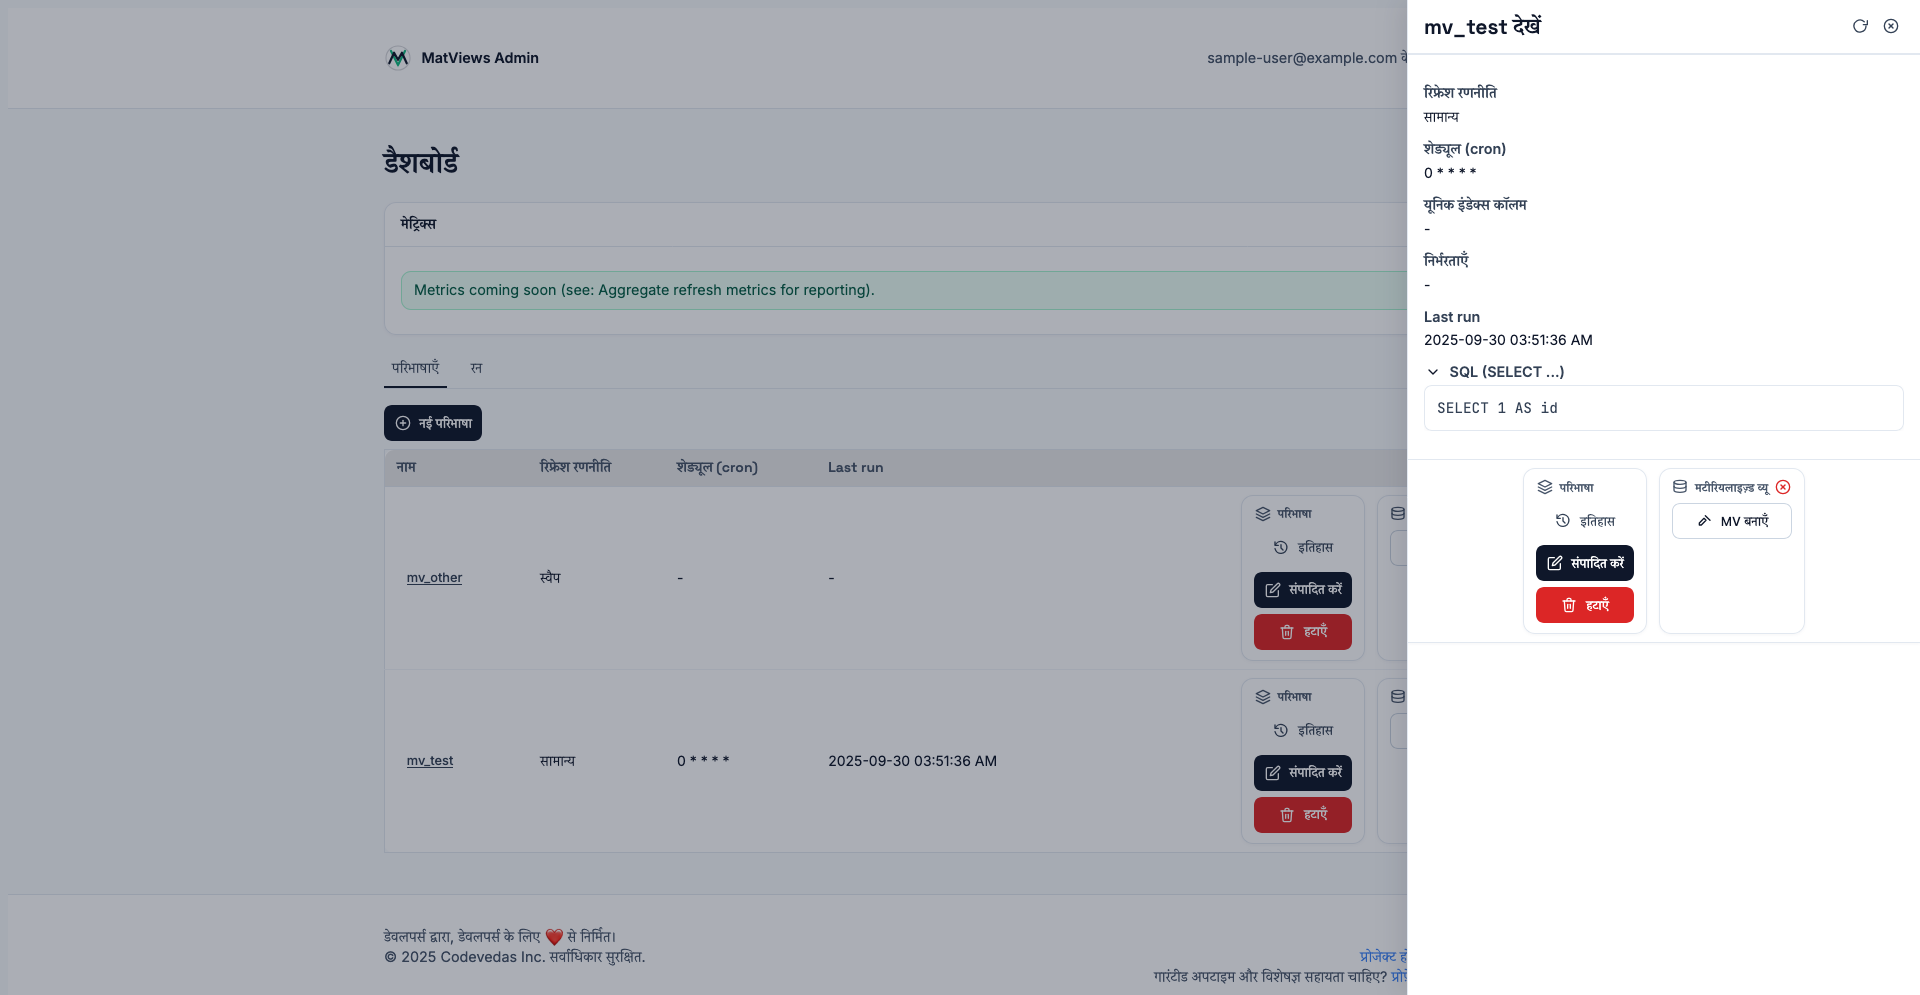 MatViews Admin
sample-user@example.com
डैशबोर्ड
मेट्रिक्स
Metrics coming soon (see: Aggregate refresh metrics for reporting).
परिभाषाएँ रन
नई परिभाषा
नाम रिफ्रेश रणनीति शेड्यूल (cron) Last run
परिभाषा
इतिहास
mv_other स्वैप - -
संपादित करें
हटाएँ
परिभाषा
इतिहास
mv_test सामान्य 0 * * * * 2025-09-30 03:51:36 AM
संपादित करें
हटाएँ
डेवलपर्स द्वारा, डेवलपर्स के लिए ❤️ से निर्मित।
© 2025 Codevedas Inc. सर्वाधिकार सुरक्षित.
प्रोजेक्ट
गारंटीड अपटाइम और विशेषज्ञ सहायता चाहिए?
mv_test देखें
रिफ्रेश रणनीति
सामान्य
शेड्यूल (cron)
0 * * * *
यूनिक इंडेक्स कॉलम
-
निर्भरताएँ
-
Last run
2025-09-30 03:51:36 AM
SQL (SELECT …)
SELECT 1 AS id
परिभाषा
इतिहास
संपादित करें
हटाएँ
मटीरियलाइज़्ड व्यू
MV बनाएँ